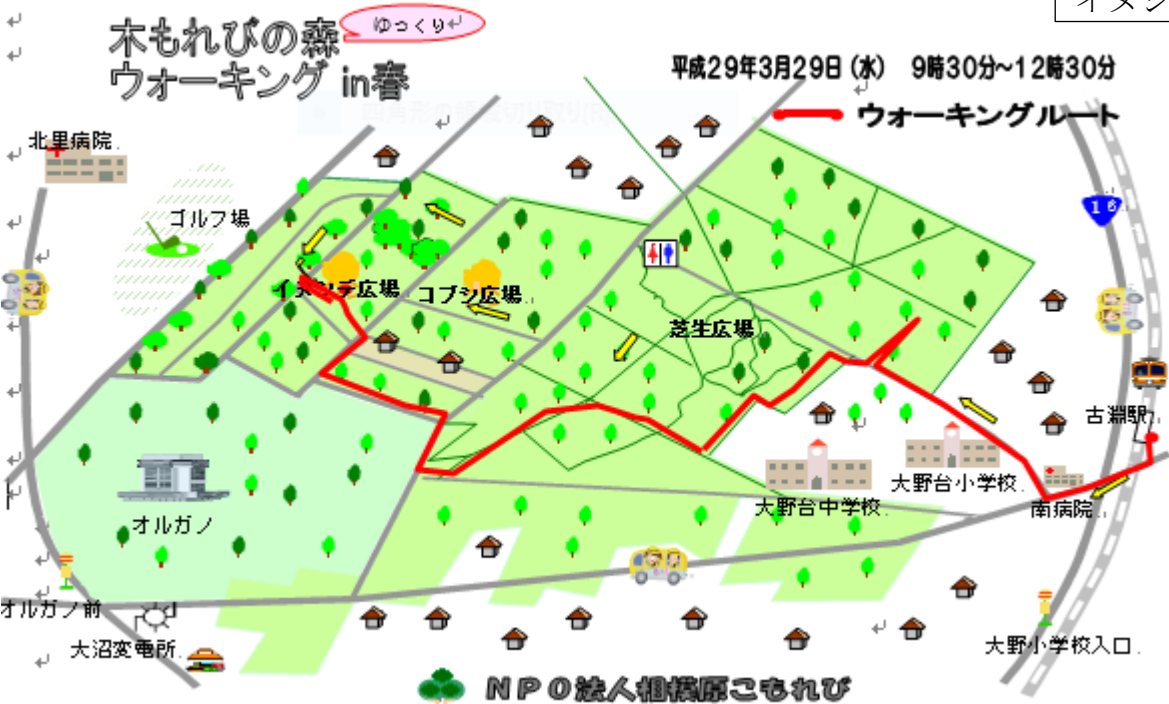 木もれびの森
ゆっくり
ウォーキング in春
平成29年3月29日(水) 9時30分~12時30分
ウォーキングルート
北里病院
ゴルフ場
16
イヌシデ広場
コブシ広場
芝生広場
古淵駅
大野台小学校
大野台中学校
南病院
オルガノ
オルガノ前
大沼変電所
大野小学校入口
NPO法人相模原こもれび